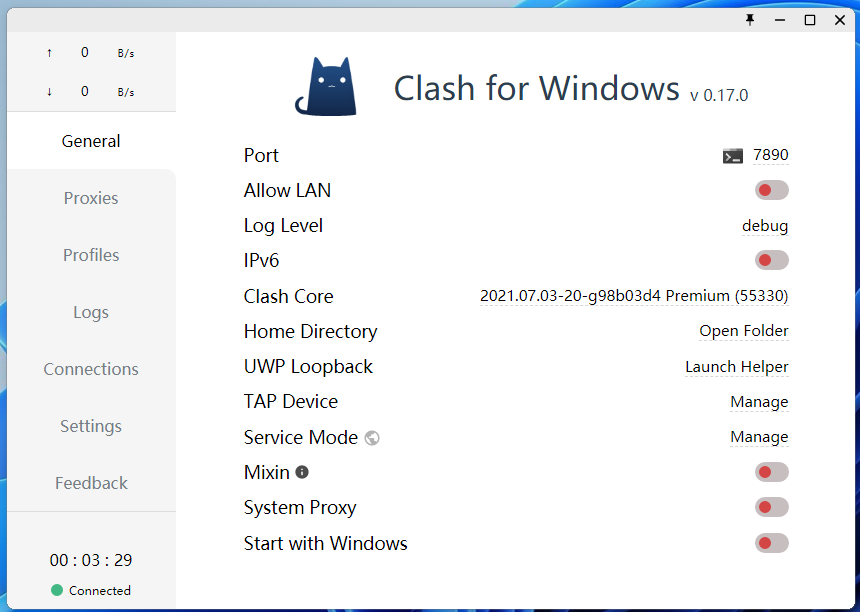 ↑ 0 B/s
↓ 0 B/s
General
Proxies
Profiles
Logs
Connections
Settings
Feedback
00 : 03 : 29
Connected
Clash for Windows v 0.17.0
Port 7890
Allow LAN
Log Level debug
IPv6
Clash Core 2021.07.03-20-g98b03d4 Premium (55330)
Home Directory Open Folder
UWP Loopback Launch Helper
TAP Device Manage
Service Mode Manage
Mixin
System Proxy
Start with Windows